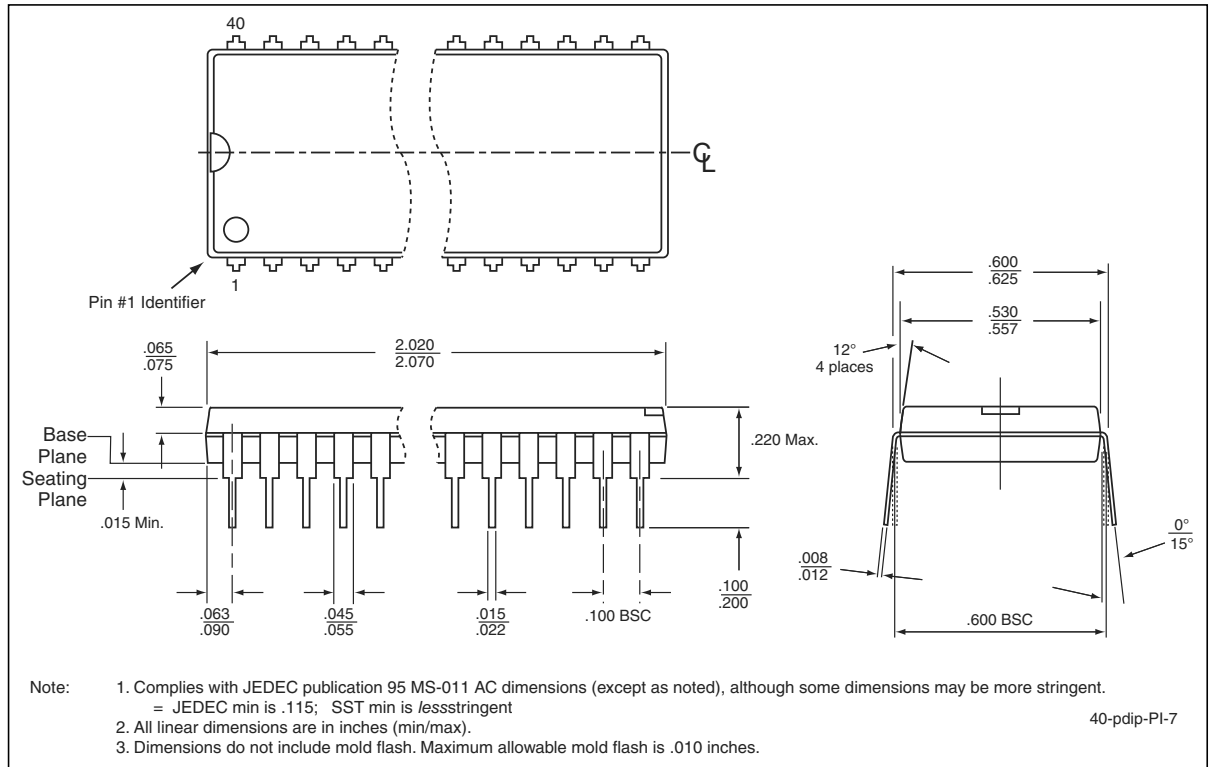 40
CL
1
Pin #1 Identifier
.600
.625
.530
.557
12°
4 places
.065
.075
2.020
2.070
Base
Plane
Seating
Plane
.015 Min.
.220 Max.
.063
.090
.045
.055
.015
.022
.100 BSC
.100
.200
.008
.012
0°
15°
.600 BSC
Note: 1. Complies with JEDEC publication 95 MS-011 AC dimensions (except as noted), although some dimensions may be more stringent.
= JEDEC min is .115; SST min is lessstringent
2. All linear dimensions are in inches (min/max).
3. Dimensions do not include mold flash. Maximum allowable mold flash is .010 inches.
40-pdip-PI-7